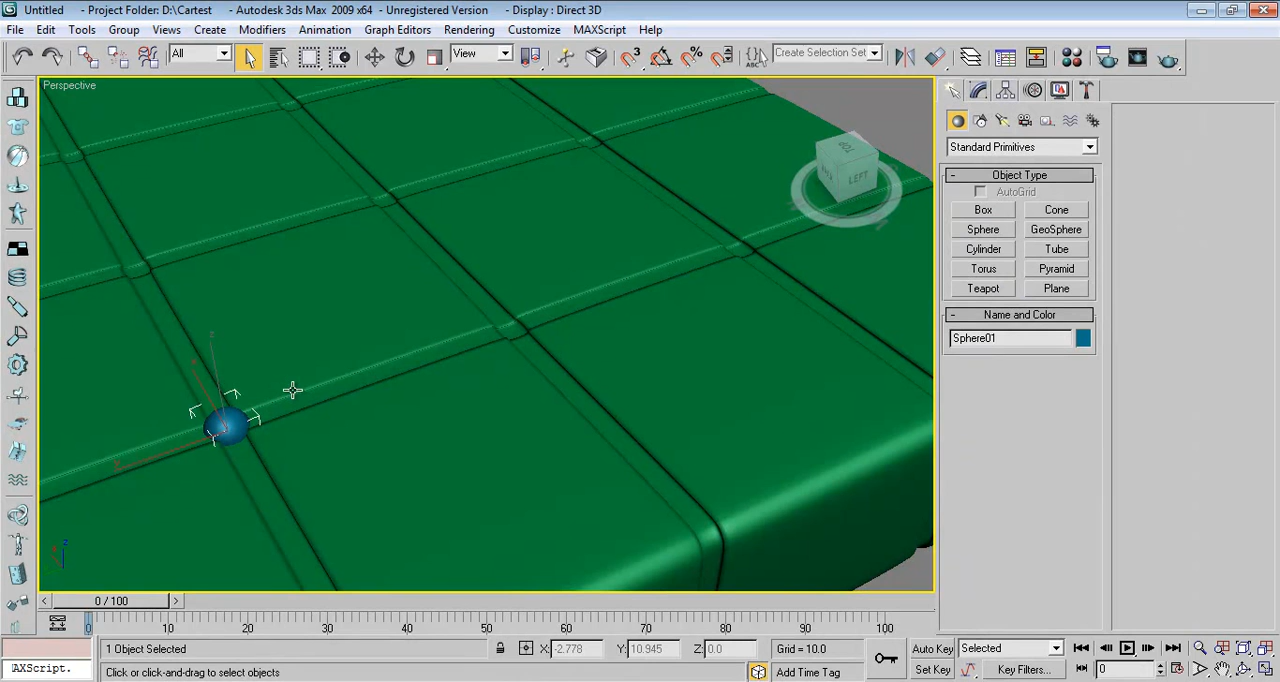 Untitled - Project Folder: D:\Cartest - Autodesk 3ds Max 2009 x64 - Unregistered Version - Display : Direct 3D
File Edit Tools Group Views Create Modifiers Animation Graph Editors Rendering Customize MAXScript Help
All View Create Selection Set
Perspective
TOP
LEFT
Standard Primitives
- Object Type
AutoGrid
Box Cone
Sphere GeoSphere
Cylinder Tube
Torus Pyramid
Teapot Plane
- Name and Color
Sphere01
z
x
z
0 / 100
0 10 20 30 40 50 60 70 80 90 100
1 Object Selected X: -2.778 Y: 10.945 Z: 0.0 Grid = 10.0 Auto Key Selected
AXScript. Click or click-and-drag to select objects Add Time Tag Set Key Key Filters... 0